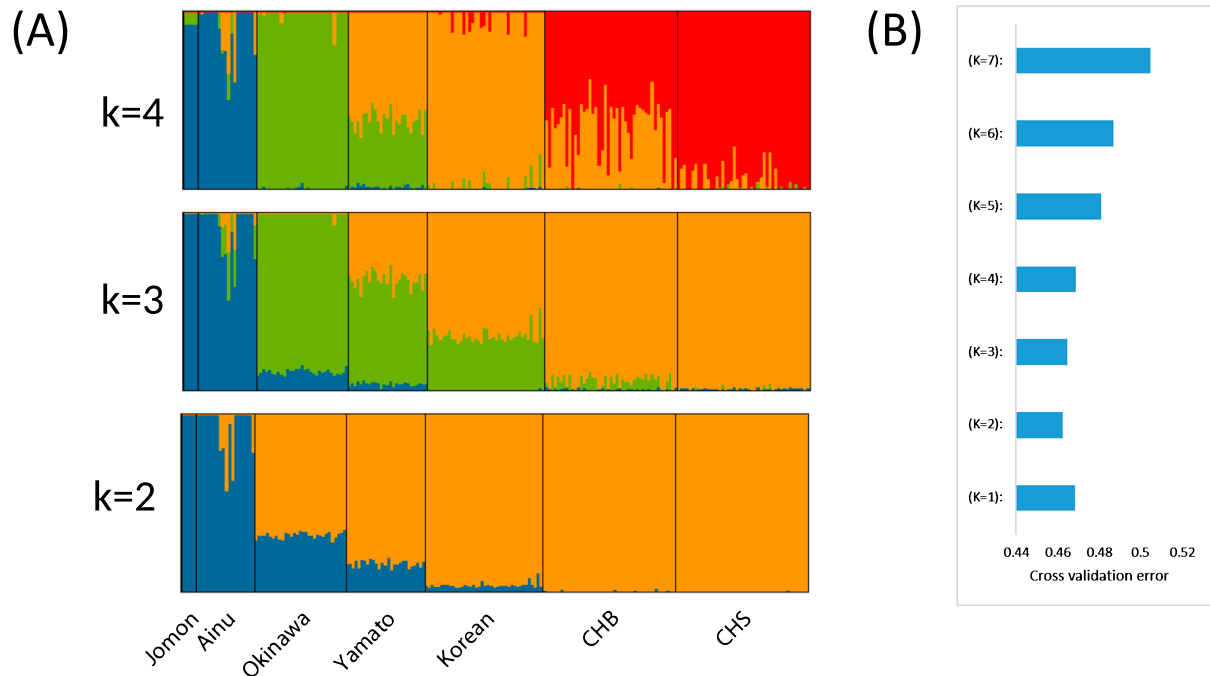 (A)
k=4
k=3
k=2
Jomon
Ainu
Okinawa
Yamato
Korean
CHB
CHS
(B)
(K=7):
(K=6):
(K=5):
(K=4):
(K=3):
(K=2):
(K=1):
0.44 0.46 0.48 0.5 0.52
Cross validation error